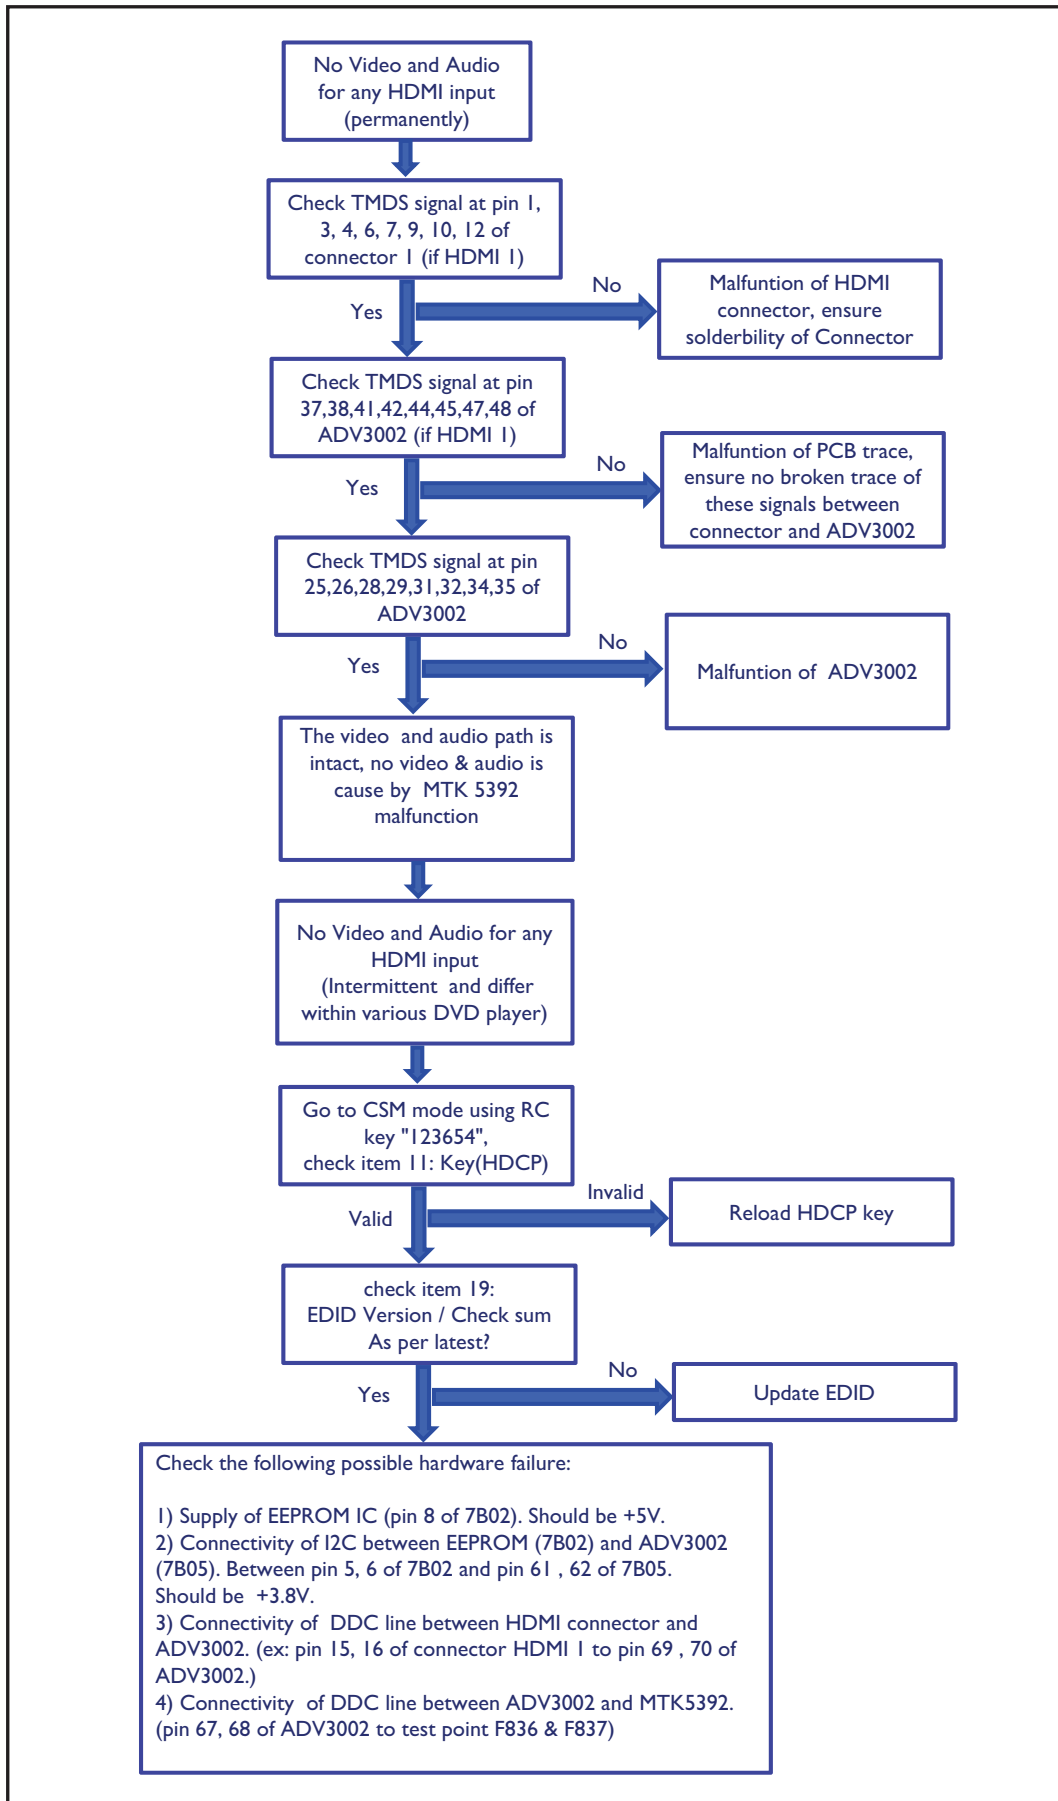 No Video and Audio
for any HDMI input
(permanently)
Check TMDS signal at pin 1,
3, 4, 6, 7, 9, 10, 12 of
connector 1 (if HDMI 1)
No
Yes
Malfuntion of HDMI
connector, ensure
solderbility of Connector
Check TMDS signal at pin
37,38,41,42,44,45,47,48 of
ADV3002 (if HDMI 1)
No
Yes
Malfuntion of PCB trace,
ensure no broken trace of
these signals between
connector and ADV3002
Check TMDS signal at pin
25,26,28,29,31,32,34,35 of
ADV3002
No
Yes
Malfuntion of  ADV3002
The video  and audio path is
intact, no video & audio is
cause by  MTK 5392
malfunction
No Video and Audio for any
HDMI input
(Intermittent  and differ
within various DVD player)
Go to CSM mode using RC
key "123654",
check item 11: Key(HDCP)
Invalid
Valid
Reload HDCP key
check item 19:
EDID Version / Check sum
As per latest?
No
Yes
Update EDID
Check the following possible hardware failure:
1) Supply of EEPROM IC (pin 8 of 7B02). Should be +5V.
2) Connectivity of I2C between EEPROM (7B02) and ADV3002
(7B05). Between pin 5, 6 of 7B02 and pin 61 , 62 of 7B05.
Should be  +3.8V.
3) Connectivity of  DDC line between HDMI connector and
ADV3002. (ex: pin 15, 16 of connector HDMI 1 to pin 69 , 70 of
ADV3002.)
4) Connectivity  of DDC line between ADV3002 and MTK5392.
(pin 67, 68 of ADV3002 to test point F836 & F837)